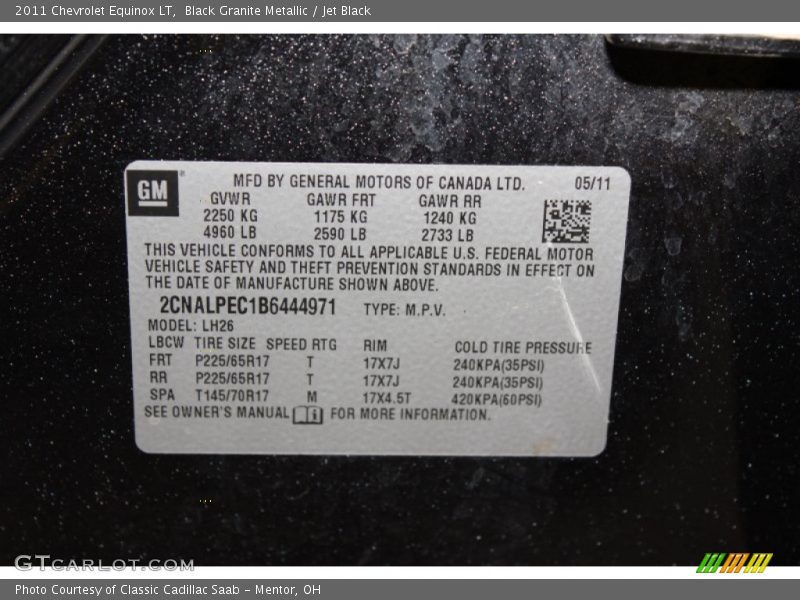 2011 Chevrolet Equinox LT, Black Granite Metallic / Jet Black
GM
MFD BY GENERAL MOTORS OF CANADA LTD. 05/11
GVWR GAWR FRT GAWR RR
2250 KG 1175 KG 1240 KG
4960 LB 2590 LB 2733 LB
THIS VEHICLE CONFORMS TO ALL APPLICABLE U.S. FEDERAL MOTOR
VEHICLE SAFETY AND THEFT PREVENTION STANDARDS IN EFFECT ON
THE DATE OF MANUFACTURE SHOWN ABOVE.
2CNALPEC1B6444971 TYPE: M.P.V.
MODEL: LH26
LBCW TIRE SIZE SPEED RTG RIM COLD TIRE PRESSURE
FRT P225/65R17 T 17X7J 240KPA(35PSI)
RR P225/65R17 T 17X7J 240KPA(35PSI)
SPA T145/70R17 M 17X4.5T 420KPA(60PSI)
SEE OWNER'S MANUAL FOR MORE INFORMATION.
GTcarlot.com
Photo Courtesy of Classic Cadillac Saab - Mentor, OH